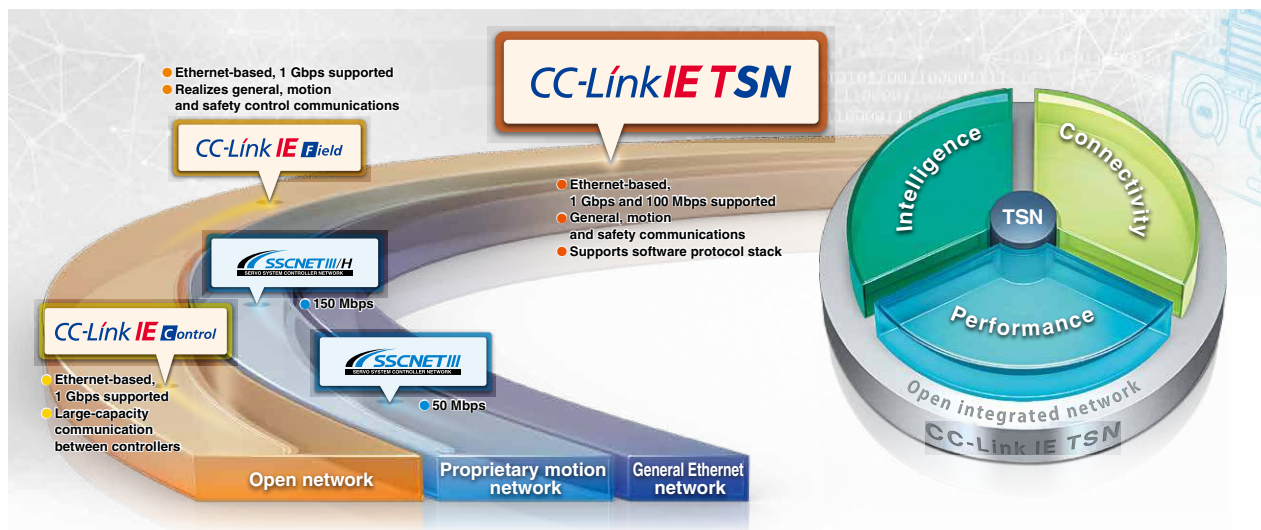 Ethernet-based, 1 Gbps supported
Realizes general, motion
and safety control communications
CC-Link IE Field
CC-Link IE TSN
Ethernet-based,
1 Gbps and 100 Mbps supported
General, motion
and safety communications
Supports software protocol stack
SSCNETIII/H
SERVO SYSTEM CONTROLLER NETWORK
150 Mbps
CC-Link IE Control
Ethernet-based,
1 Gbps supported
Large-capacity
communication
between controllers
SSCNETIII
SERVO SYSTEM CONTROLLER NETWORK
50 Mbps
Open network
Proprietary motion
network
General Ethernet
network
Intelligence
Connectivity
TSN
Performance
Open integrated network
CC-Link IE TSN